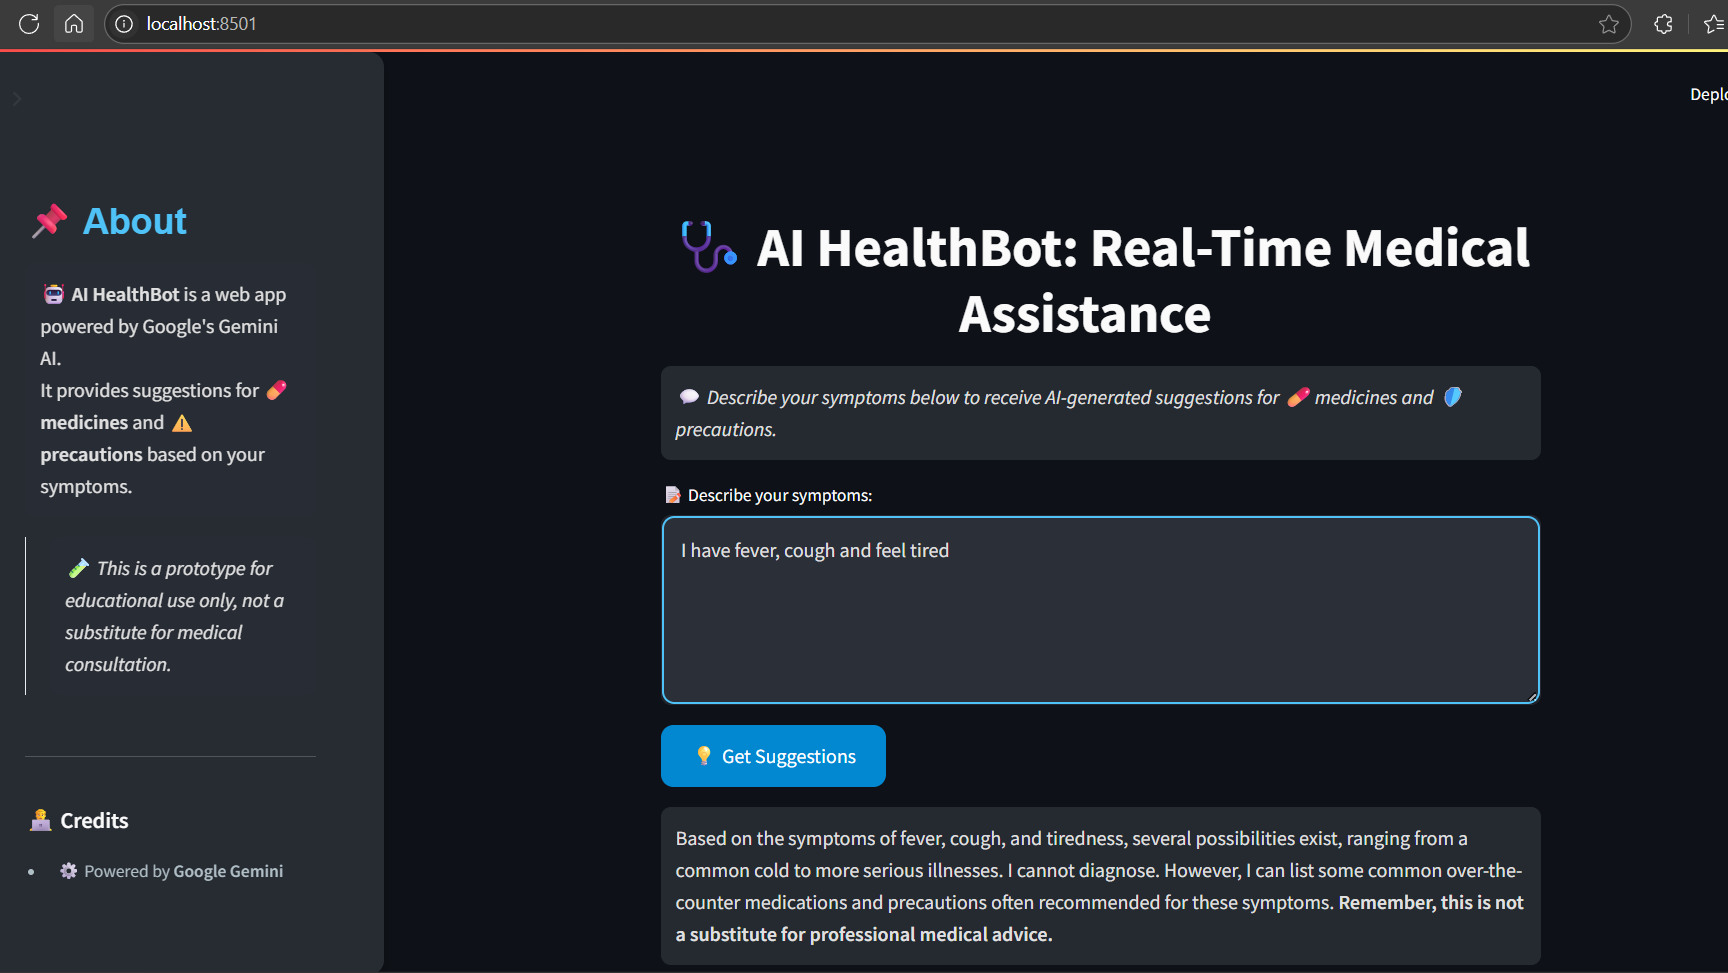 localhost:8501
Deplo
About
AI HealthBot is a web app
powered by Google's Gemini
AI.
It provides suggestions for
medicines and
precautions based on your
symptoms.
This is a prototype for
educational use only, not a
substitute for medical
consultation.
Credits
• Powered by Google Gemini
AI HealthBot: Real-Time Medical
Assistance
Describe your symptoms below to receive AI-generated suggestions for medicines and
precautions.
Describe your symptoms:
I have fever, cough and feel tired
Get Suggestions
Based on the symptoms of fever, cough, and tiredness, several possibilities exist, ranging from a
common cold to more serious illnesses. I cannot diagnose. However, I can list some common over-the-
counter medications and precautions often recommended for these symptoms. Remember, this is not
a substitute for professional medical advice.